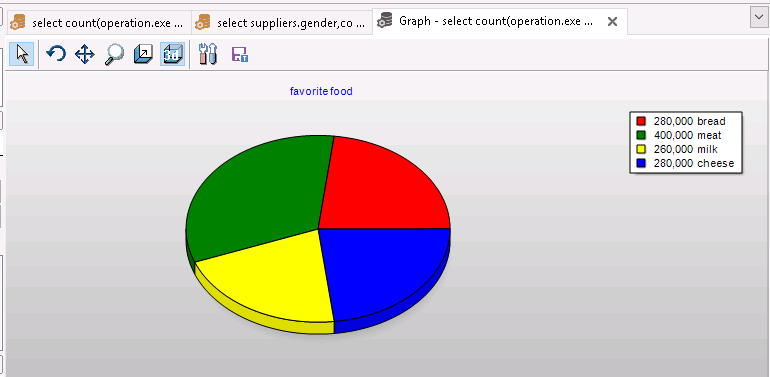 select count(operation.exe ...
select suppliers.gender,co ...
Graph - select count(operation.exe ...
3d
T
favorite food
280,000 bread
400,000 meat
260,000 milk
280,000 cheese